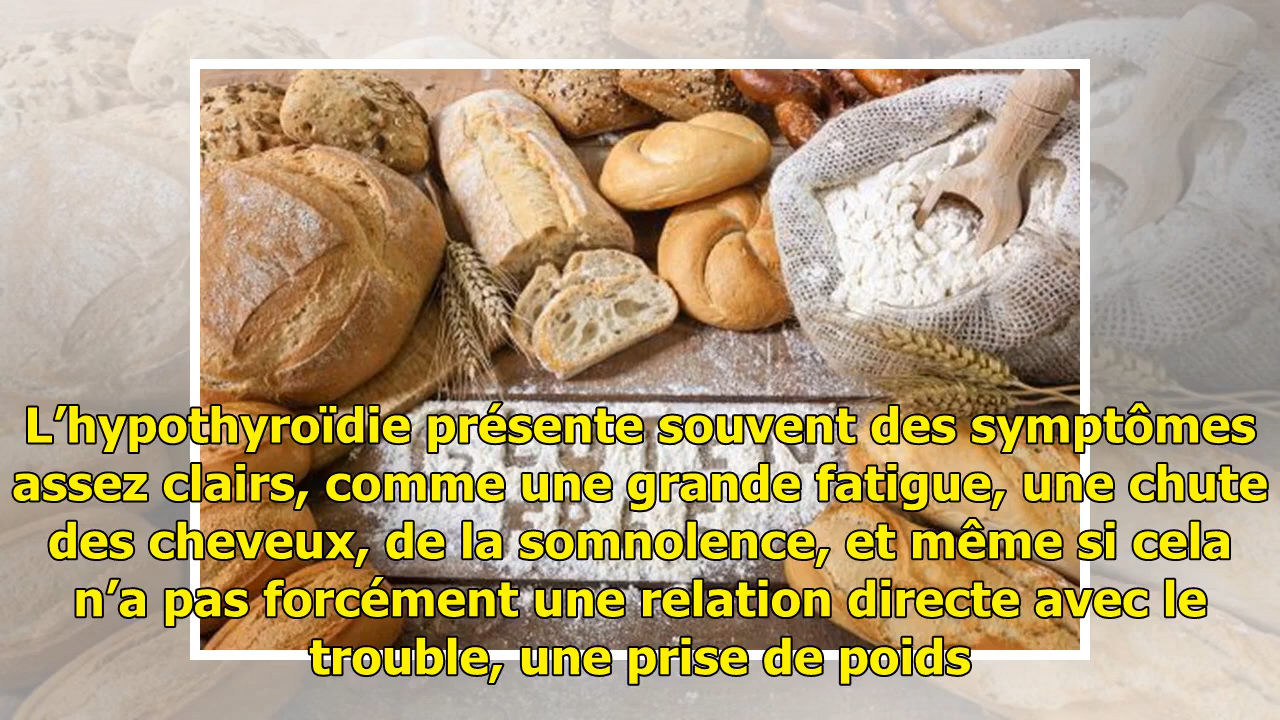 L’hypothyroïdie présente souvent des symptômes
assez clairs, comme une grande fatigue, une chute
des cheveux, de la somnolence, et même si cela
n’a pas forcément une relation directe avec le
trouble, une prise de poids